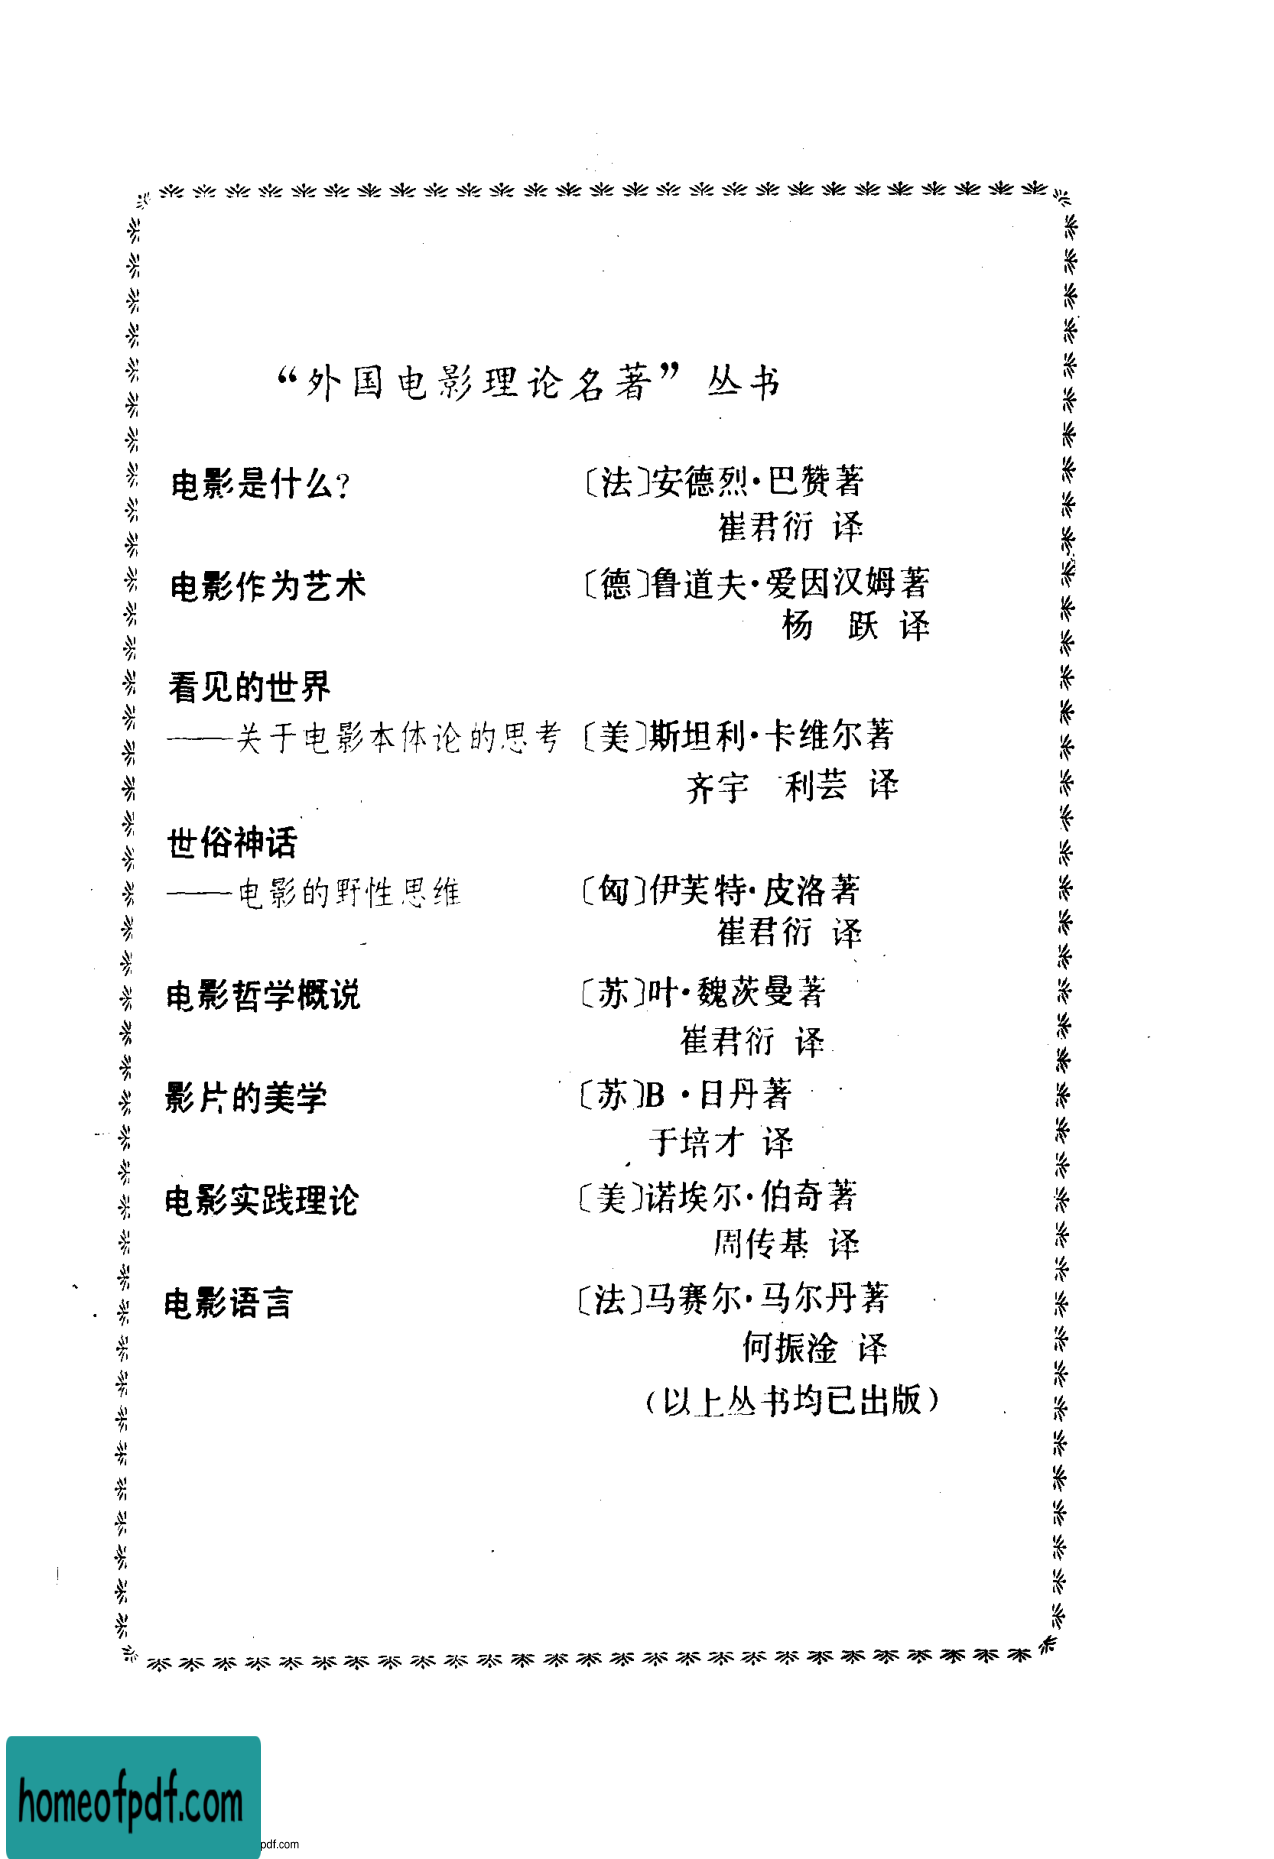 “外国电影理论名著”丛书
电影是什么? 〔法〕安德烈·巴赞著
崔君衍 译
电影作为艺术 〔德〕鲁道夫·爱因汉姆著
杨 跃 译
看见的世界
——关于电影本体论的思考 〔美〕斯坦利·卡维尔著
齐宇 利芸 译
世俗神话
——电影的野性思维 〔匈〕伊芙特·皮洛著
崔君衍 译
电影哲学概说 〔苏〕叶·魏茨曼著
崔君衍 译
影片的美学 〔苏〕B·日丹著
于培才 译
电影实践理论 〔美〕诺埃尔·伯奇著
周传基 译
电影语言 〔法〕马赛尔·马尔丹著
何振淦 译
(以上丛书均已出版)
homeofpdf.com
pdf.com